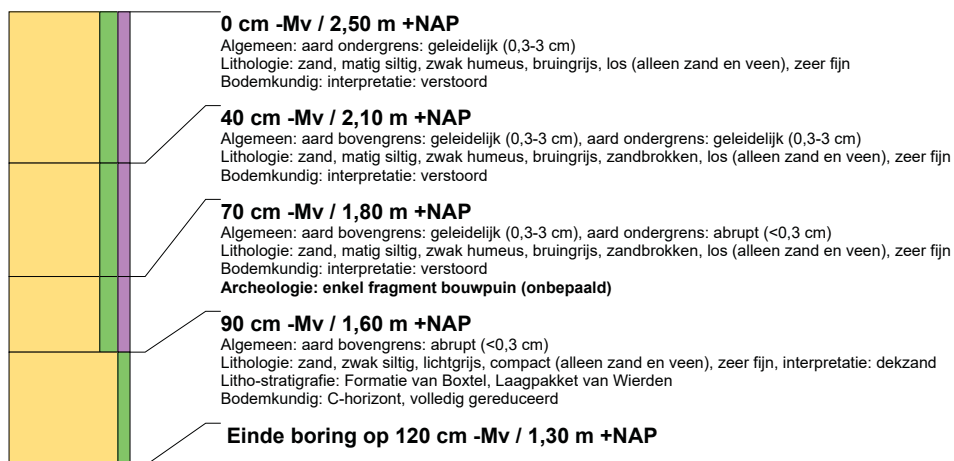 0 cm -Mv / 2,50 m +NAP
Algemeen: aard ondergrens: geleidelijk (0,3-3 cm)
Lithologie: zand, matig siltig, zwak humeus, bruingrijs, los (alleen zand en veen), zeer fijn
Bodemkundig: interpretatie: verstoord
40 cm -Mv / 2,10 m +NAP
Algemeen: aard bovengrens: geleidelijk (0,3-3 cm), aard ondergrens: geleidelijk (0,3-3 cm)
Lithologie: zand, matig siltig, zwak humeus, bruingrijs, zandbrokken, los (alleen zand en veen), zeer fijn
Bodemkundig: interpretatie: verstoord
70 cm -Mv / 1,80 m +NAP
Algemeen: aard bovengrens: geleidelijk (0,3-3 cm), aard ondergrens: abrupt (<0,3 cm)
Lithologie: zand, matig siltig, zwak humeus, bruingrijs, zandbrokken, los (alleen zand en veen), zeer fijn
Bodemkundig: interpretatie: verstoord
Archeologie: enkel fragment bouwpuin (onbepaald)
90 cm -Mv / 1,60 m +NAP
Algemeen: aard bovengrens: abrupt (<0,3 cm)
Lithologie: zand, zwak siltig, lichtgrijs, compact (alleen zand en veen), zeer fijn, interpretatie: dekzand
Litho-stratigrafie: Formatie van Boxtel, Laagpakket van Wierden
Bodemkundig: C-horizont, volledig gereduceerd
Einde boring op 120 cm -Mv / 1,30 m +NAP